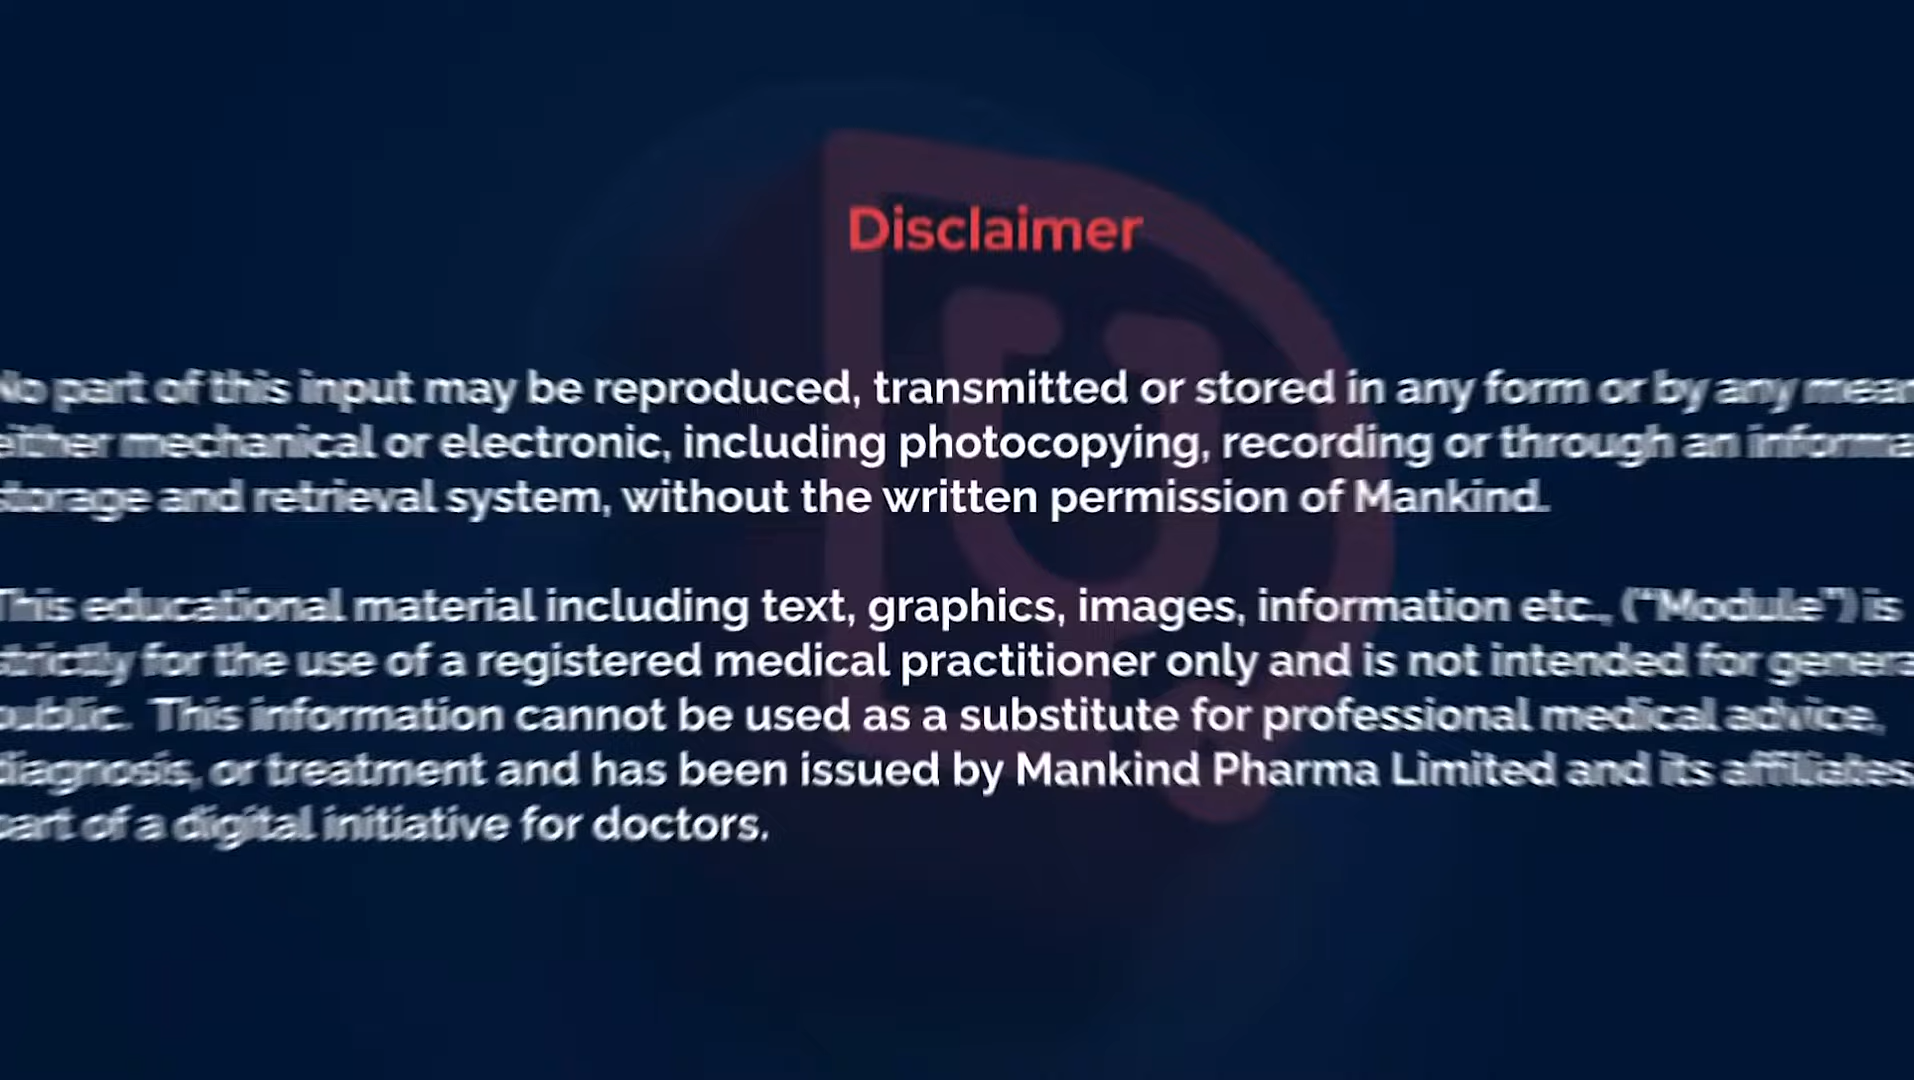 Disclaimer
No part of this input may be reproduced, transmitted or stored in any form or by any mean
either mechanical or electronic, including photocopying, recording or through an informa
storage and retrieval system, without the written permission of Mankind.
This educational material including text, graphics, images, information etc., (“Module”) is
strictly for the use of a registered medical practitioner only and is not intended for genera
public. This information cannot be used as a substitute for professional medical advice,
diagnosis, or treatment and has been issued by Mankind Pharma Limited and its affiliates,
part of a digital initiative for doctors.